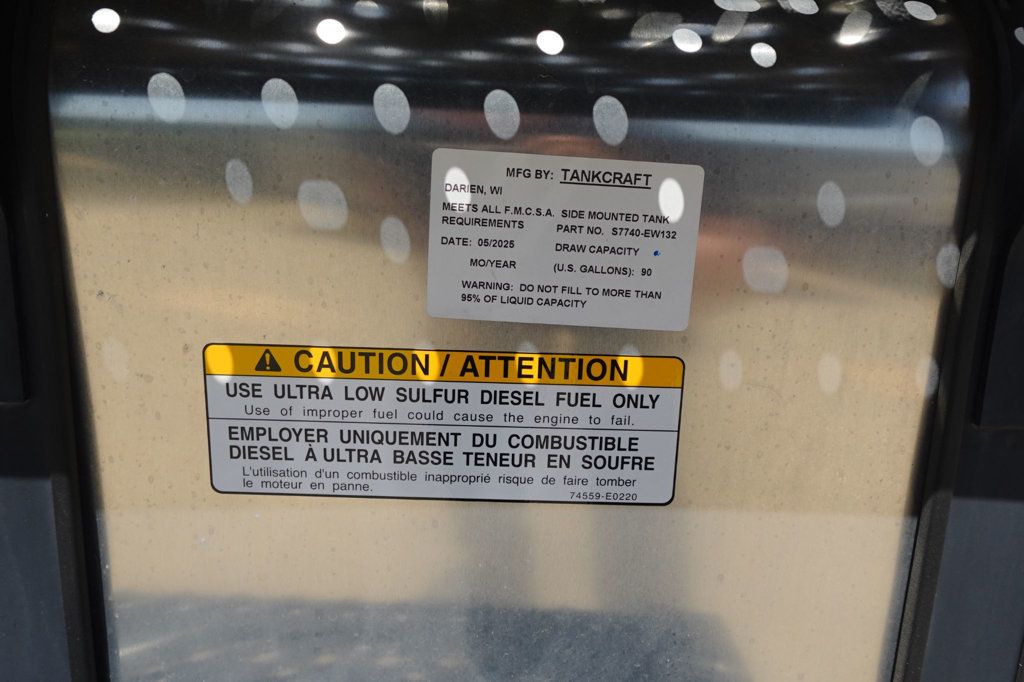 MFG BY: TANKCRAFT
DARIEN, WI
MEETS ALL F.M.C.S.A. SIDE MOUNTED TANK
REQUIREMENTS PART NO. S7740-EW132
DATE: 05/2025 DRAW CAPACITY
MO/YEAR (U.S. GALLONS): 90
WARNING: DO NOT FILL TO MORE THAN
95% OF LIQUID CAPACITY
CAUTION / ATTENTION
USE ULTRA LOW SULFUR DIESEL FUEL ONLY
Use of improper fuel could cause the engine to fail.
EMPLOYER UNIQUEMENT DU COMBUSTIBLE
DIESEL À ULTRA BASSE TENEUR EN SOUFRE
L'utilisation d'un combustible inapproprié risque de faire tomber
le moteur en panne.
74559-E0220